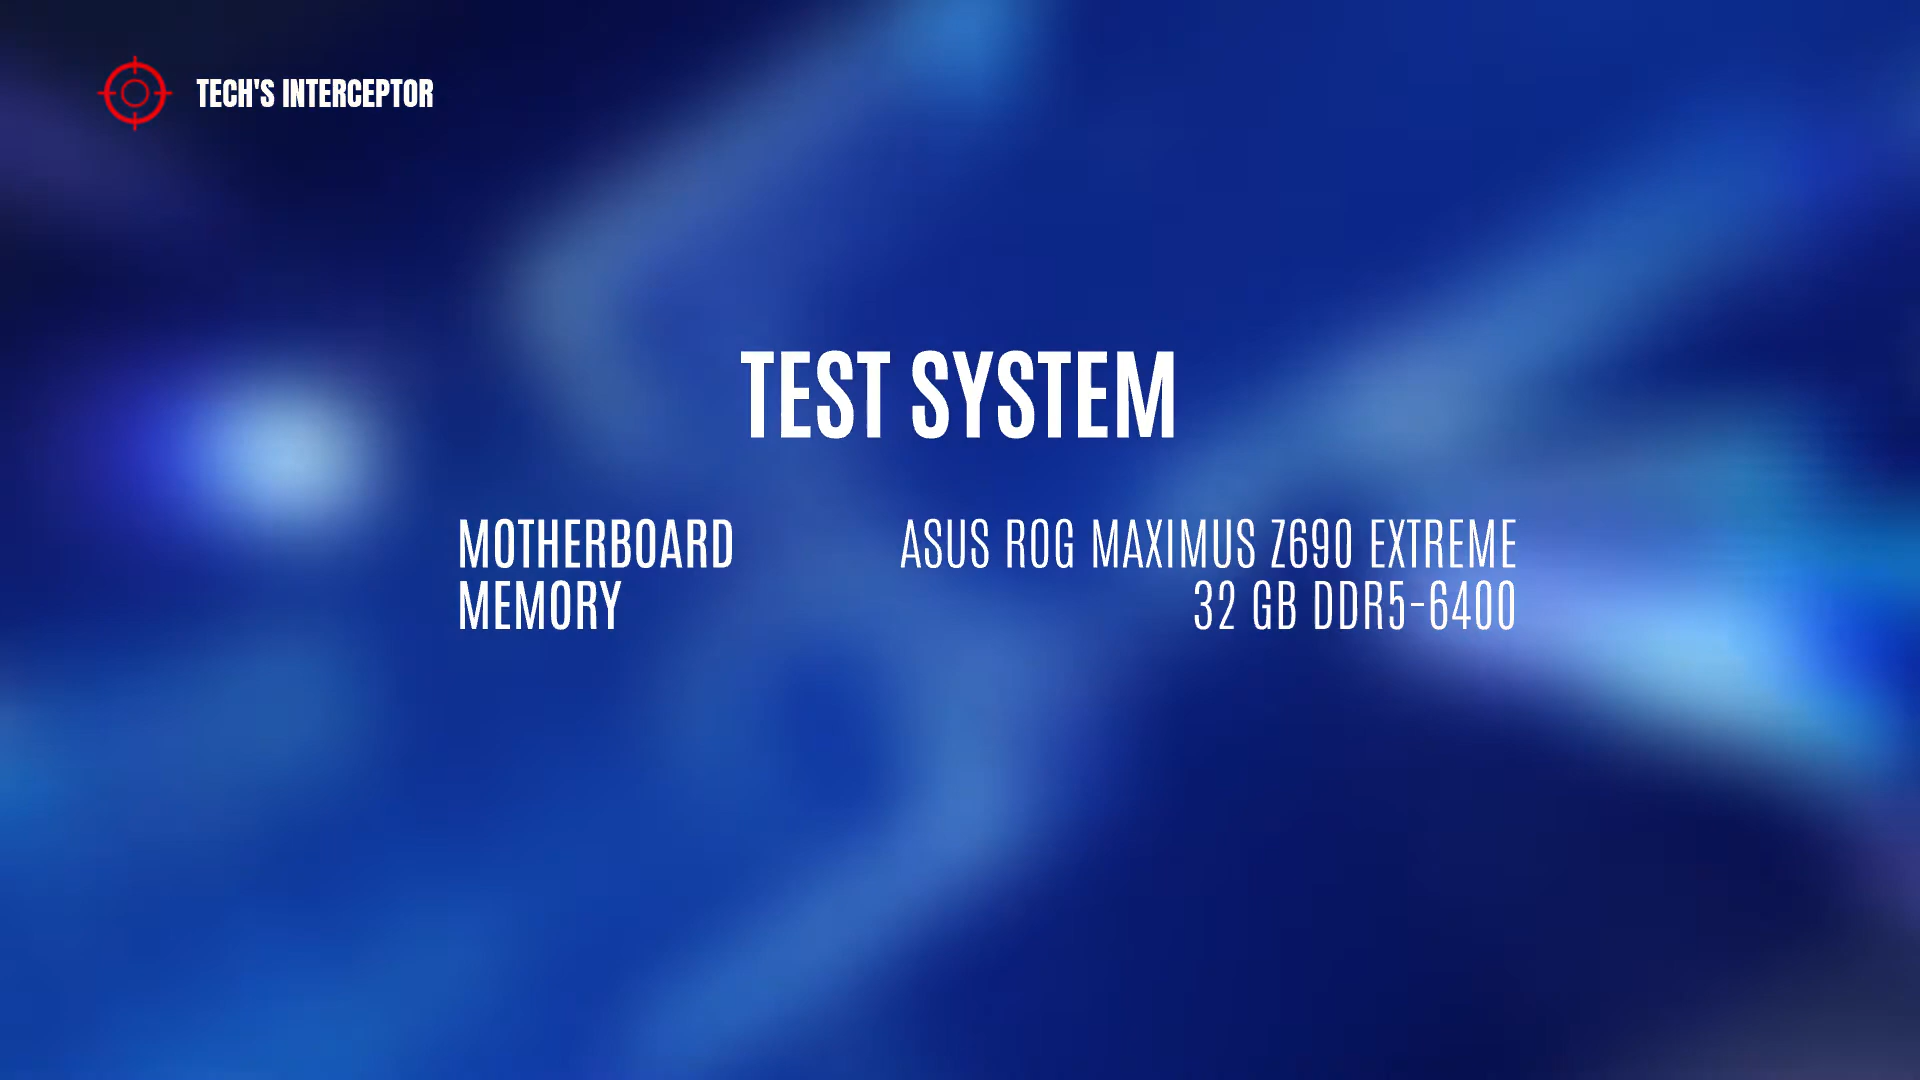 TECH'S INTERCEPTOR
TEST SYSTEM
MOTHERBOARD ASUS ROG MAXIMUS Z690 EXTREME
MEMORY 32 GB DDR5-6400